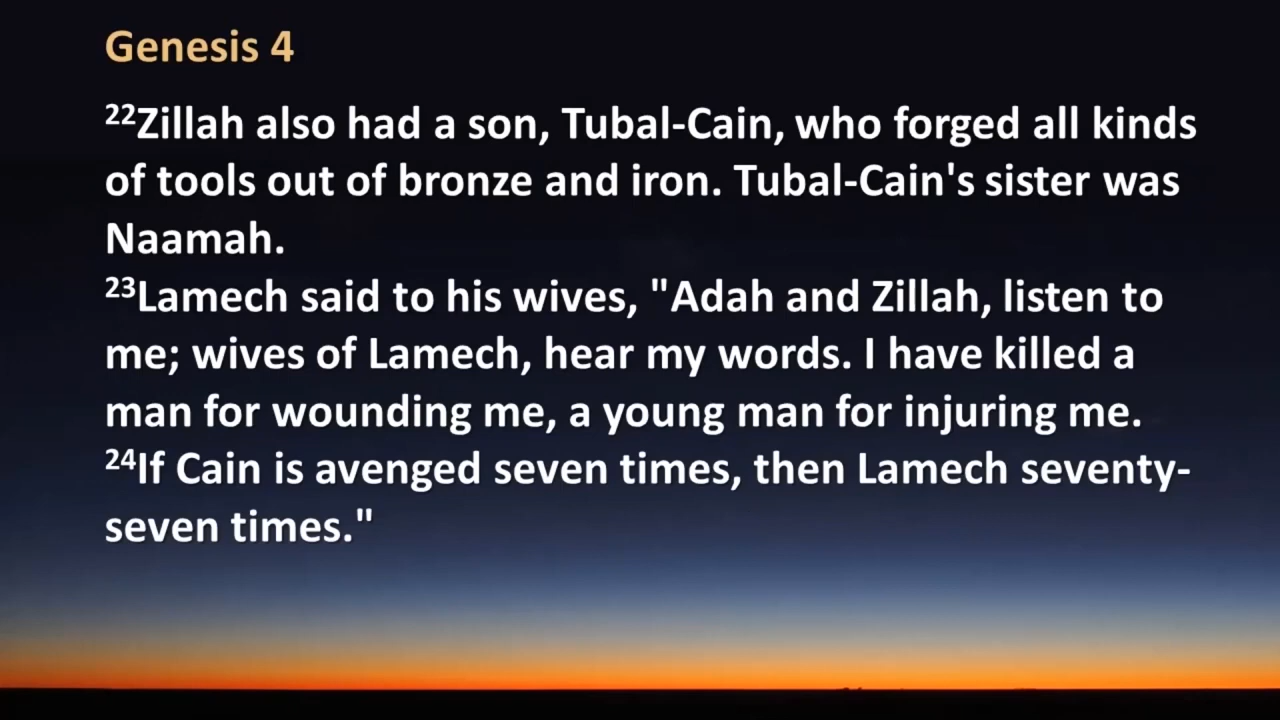 Genesis 4
²²Zillah also had a son, Tubal-Cain, who forged all kinds
of tools out of bronze and iron. Tubal-Cain's sister was
Naamah.
²³Lamech said to his wives, "Adah and Zillah, listen to
me; wives of Lamech, hear my words. I have killed a
man for wounding me, a young man for injuring me.
²⁴If Cain is avenged seven times, then Lamech seventy-
seven times."